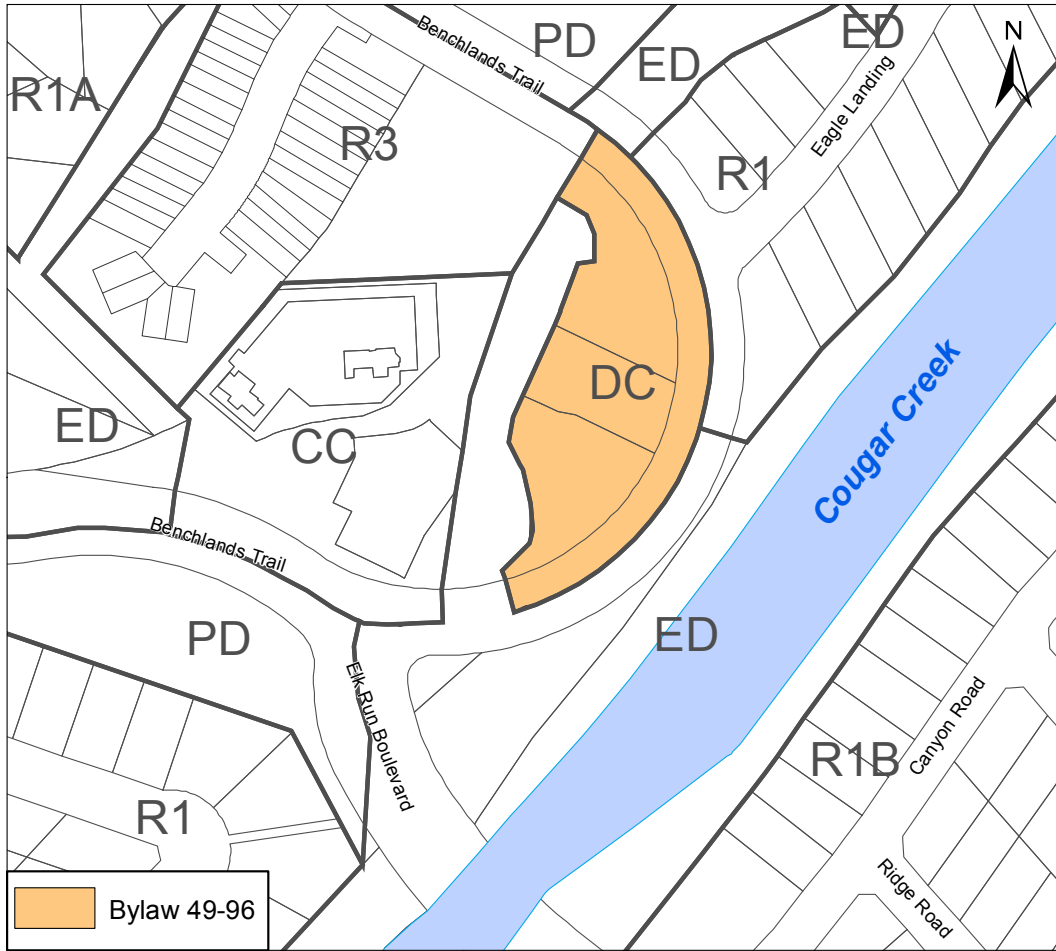 Benchlands Trail
PD
ED
ED
N
R1A
R3
Eagle Landing
R1
DC
Cougar Creek
ED
CC
Benchlands Trail
PD
ED
Elk Run Boulevard
R1B
Canyon Road
R1
Ridge Road
Bylaw 49-96